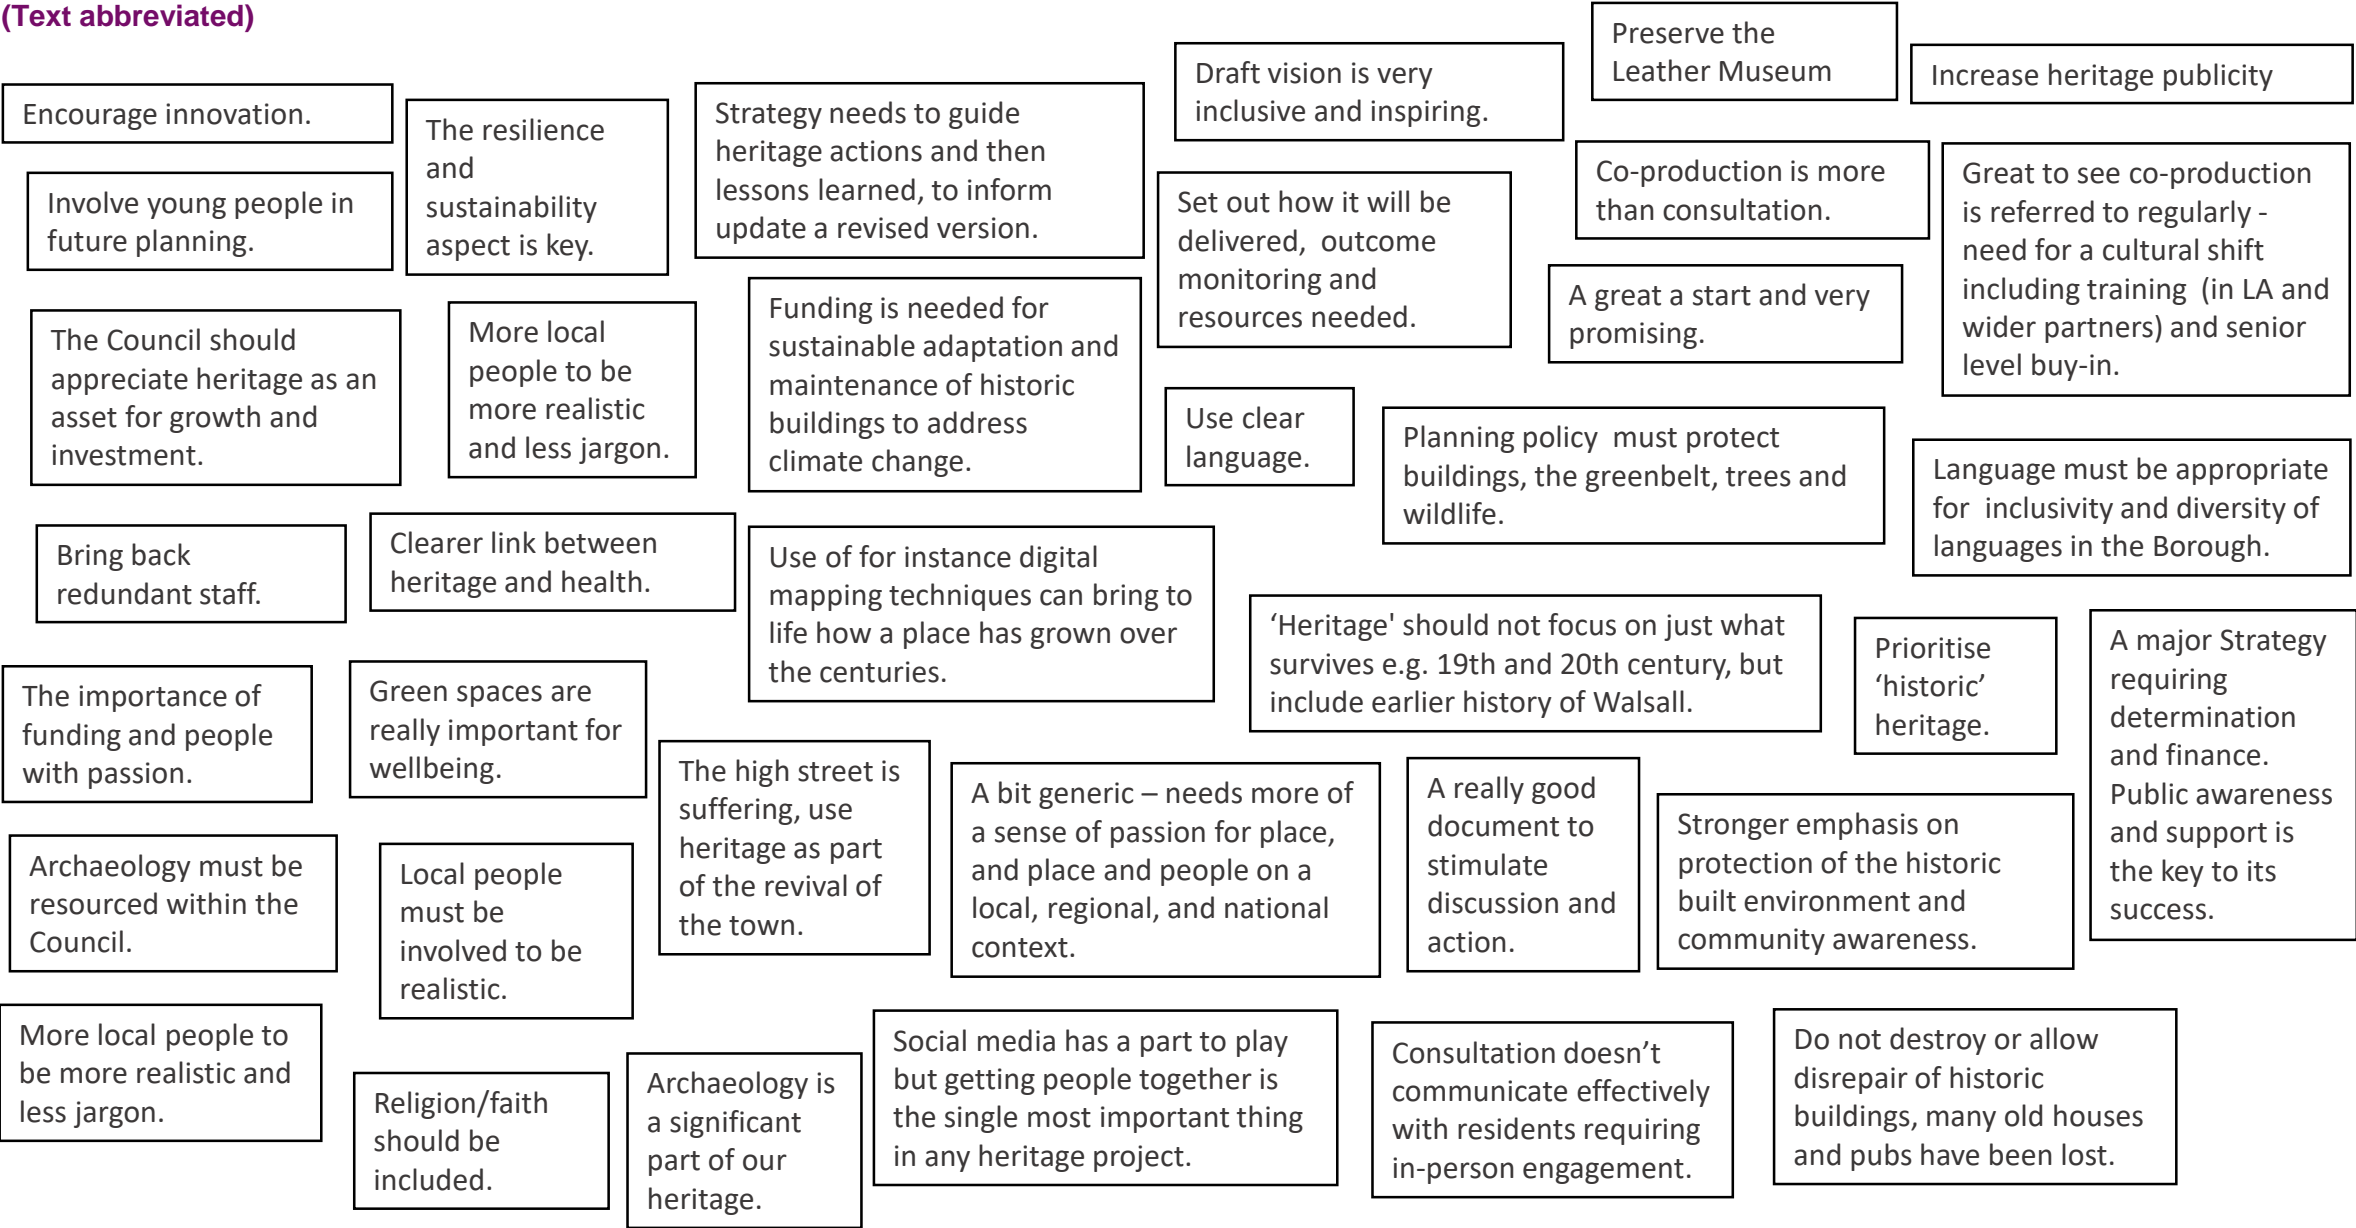 (Text abbreviated)
Preserve the
Leather Museum
Draft vision is very
inclusive and inspiring.
Increase heritage publicity
Encourage innovation.
The resilience
and
sustainability
aspect is key.
Strategy needs to guide
heritage actions and then
lessons learned, to inform
update a revised version.
Co-production is more
than consultation.
Great to see co-production
is referred to regularly -
need for a cultural shift
including training (in LA and
wider partners) and senior
level buy-in.
Involve young people in
future planning.
Set out how it will be
delivered, outcome
monitoring and
resources needed.
A great a start and very
promising.
The Council should
appreciate heritage as an
asset for growth and
investment.
More local
people to be
more realistic
and less jargon.
Funding is needed for
sustainable adaptation and
maintenance of historic
buildings to address
climate change.
Use clear
language.
Planning policy must protect
buildings, the greenbelt, trees and
wildlife.
Language must be appropriate
for inclusivity and diversity of
languages in the Borough.
Bring back
redundant staff.
Clearer link between
heritage and health.
Use of for instance digital
mapping techniques can bring to
life how a place has grown over
the centuries.
‘Heritage' should not focus on just what
survives e.g. 19th and 20th century, but
include earlier history of Walsall.
Prioritise
‘historic’
heritage.
A major Strategy
requiring
determination
and finance.
Public awareness
and support is
the key to its
success.
The importance of
funding and people
with passion.
Green spaces are
really important for
wellbeing.
The high street is
suffering, use
heritage as part
of the revival of
the town.
A bit generic – needs more of
a sense of passion for place,
and place and people on a
local, regional, and national
context.
A really good
document to
stimulate
discussion and
action.
Stronger emphasis on
protection of the historic
built environment and
community awareness.
Archaeology must be
resourced within the
Council.
Local people
must be
involved to be
realistic.
More local people to
be more realistic and
less jargon.
Religion/faith
should be
included.
Archaeology is
a significant
part of our
heritage.
Social media has a part to play
but getting people together is
the single most important thing
in any heritage project.
Consultation doesn’t
communicate effectively
with residents requiring
in-person engagement.
Do not destroy or allow
disrepair of historic
buildings, many old houses
and pubs have been lost.